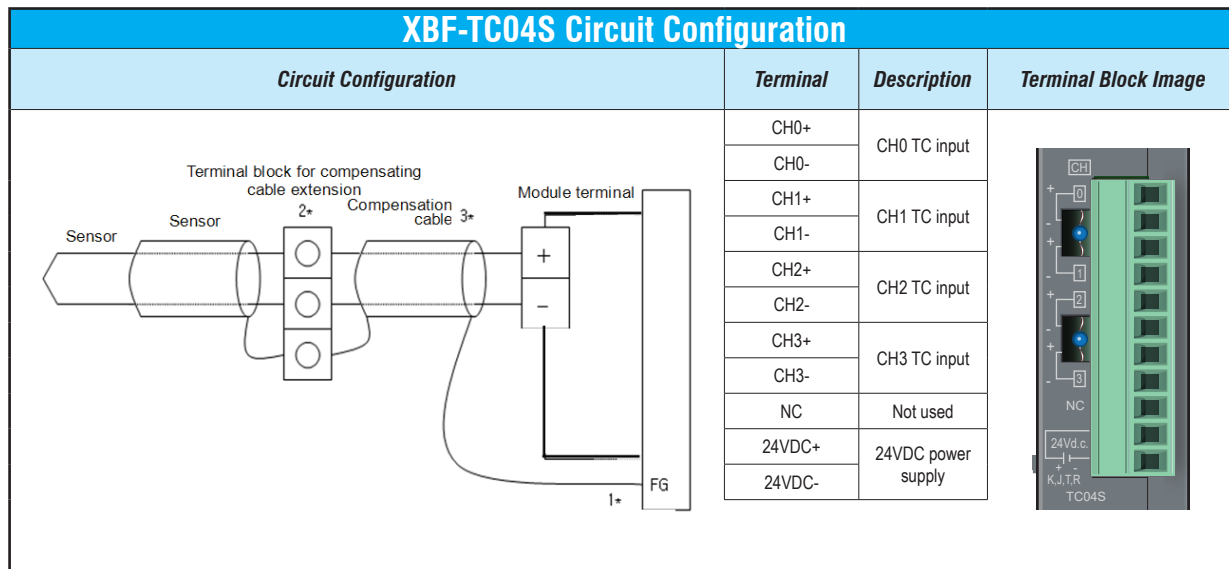 XBF-TC04S Circuit Configuration
Circuit Configuration
Terminal
Description
Terminal Block Image
Terminal block for compensating
cable extension
2*
Compensation
cable 3*
Module terminal
Sensor
Sensor
+
−
FG
1*
CH0+
CH0 TC input
CH0-
CH1+
CH1 TC input
CH1-
CH2+
CH2 TC input
CH2-
CH3+
CH3 TC input
CH3-
NC
Not used
24VDC+
24VDC power
supply
24VDC-
CH
+ 0
-
+
- 1
+ 2
-
+
- 3
NC
24Vd.c.
+ -
K,J,T,R
TC04S